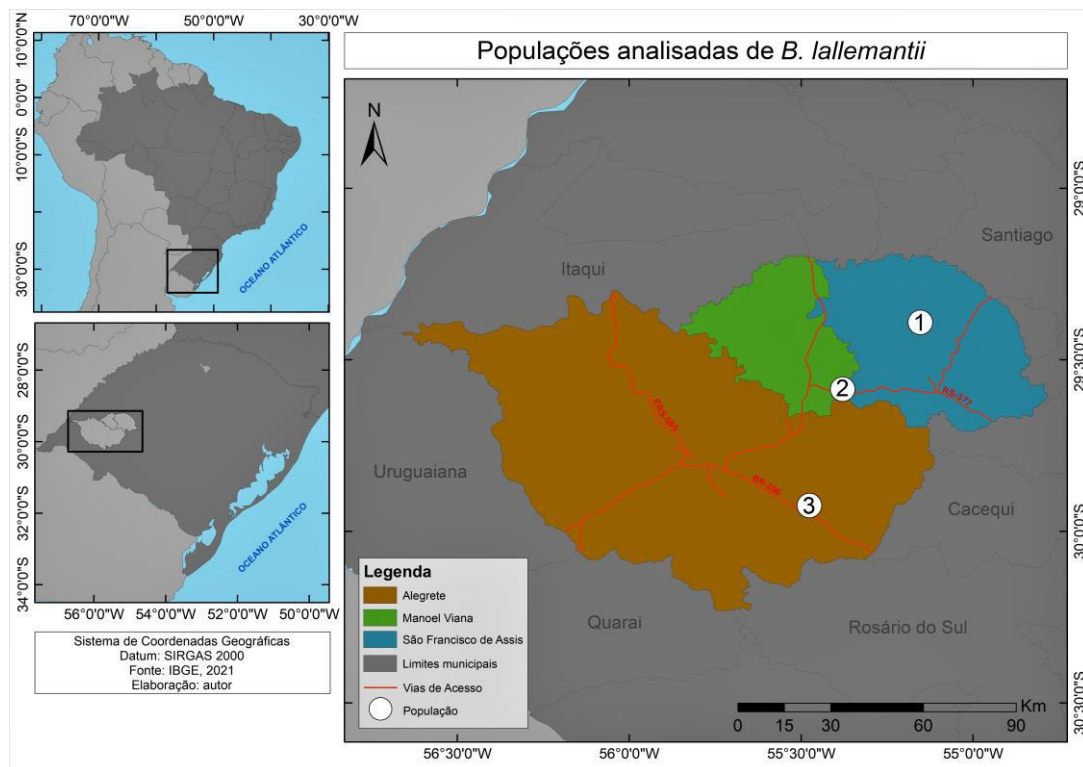 70°0'0"W 50°0'0"W 30°0'0"W
10°0'0"N
0°0'0"
10°0'0"S
30°0'0"S
OCEANO ATLÂNTICO
28°0'0"S
30°0'0"S
32°0'0"S
34°0'0"S
OCEANO ATLÂNTICO
56°0'0"W 54°0'0"W 52°0'0"W 50°0'0"W
Sistema de Coordenadas Geográficas
Datum: SIRGAS 2000
Fonte: IBGE, 2021
Elaboração: autor
Populações analisadas de B. lallemantii
N
Santiago
Itaqui
1
2
RS-377
Uruguaiana
BR-290
3
Cacequi
Quarai
Rosário do Sul
Legenda
Alegrete
Manoel Viana
São Francisco de Assis
Limites municipais
Vias de Acesso
População
Km
0 15 30 60 90
29°0'0"S
29°30'0"S
30°0'0"S
30°30'0"S
56°30'0"W 56°0'0"W 55°30'0"W 55°0'0"W